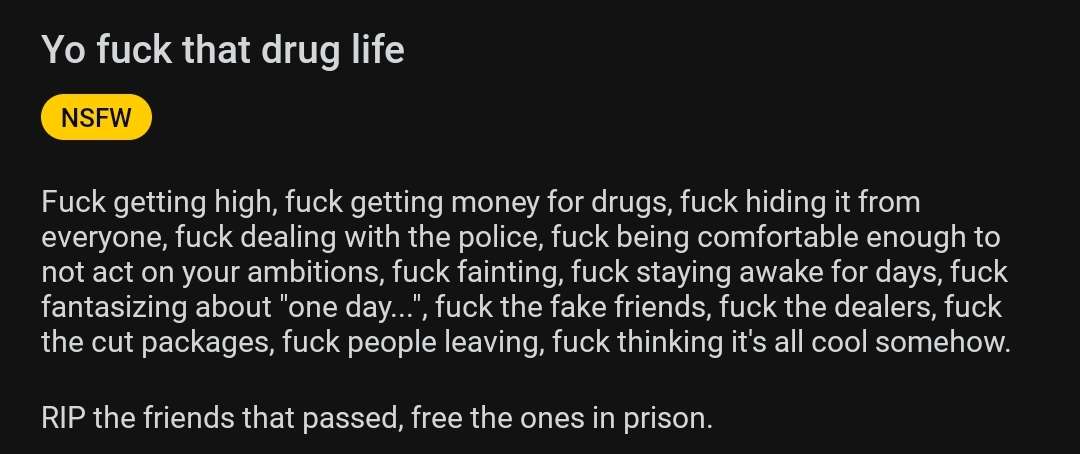 Yo fuck that drug life
NSFW
Fuck getting high, fuck getting money for drugs, fuck hiding it from
everyone, fuck dealing with the police, fuck being comfortable enough to
not act on your ambitions, fuck fainting, fuck staying awake for days, fuck
fantasizing about "one day...", fuck the fake friends, fuck the dealers, fuck
the cut packages, fuck people leaving, fuck thinking it's all cool somehow.
RIP the friends that passed, free the ones in prison.